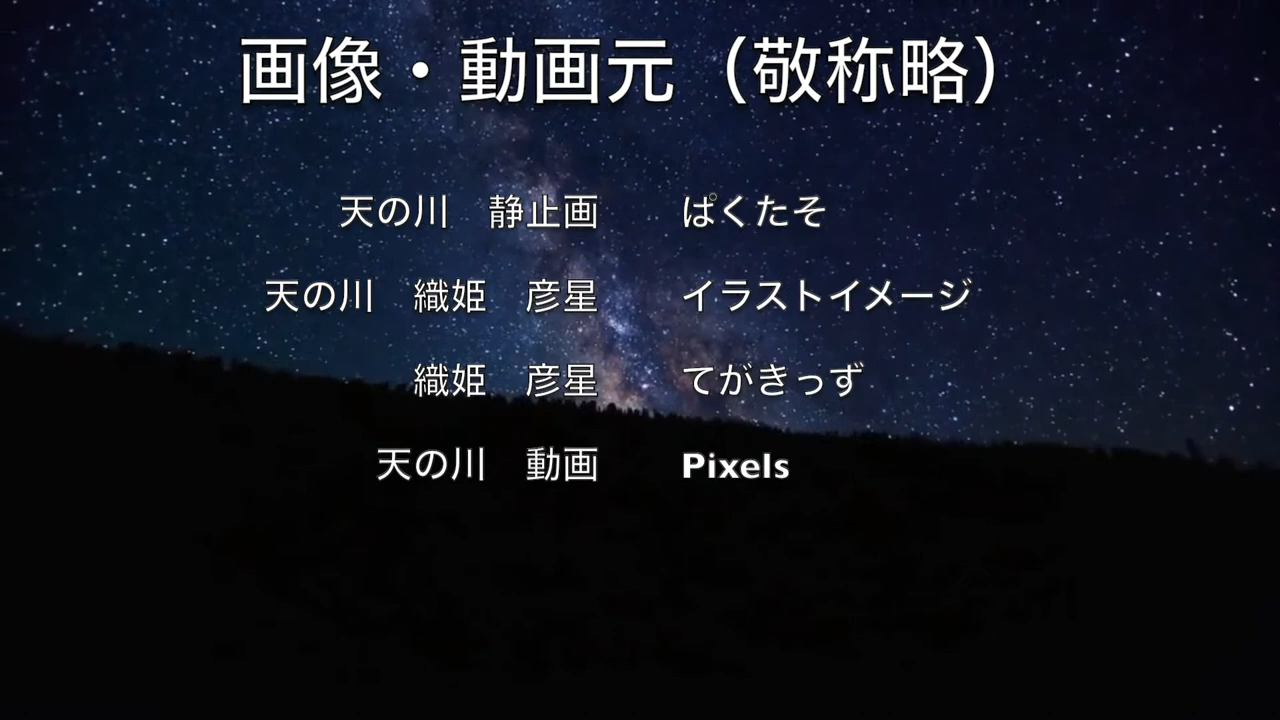 画像・動画元（敬称略）
天の川　静止画　　ぱくたそ
天の川　織姫　彦星　　イラストイメージ
織姫　彦星　　てがきっず
天の川　動画　　Pixels